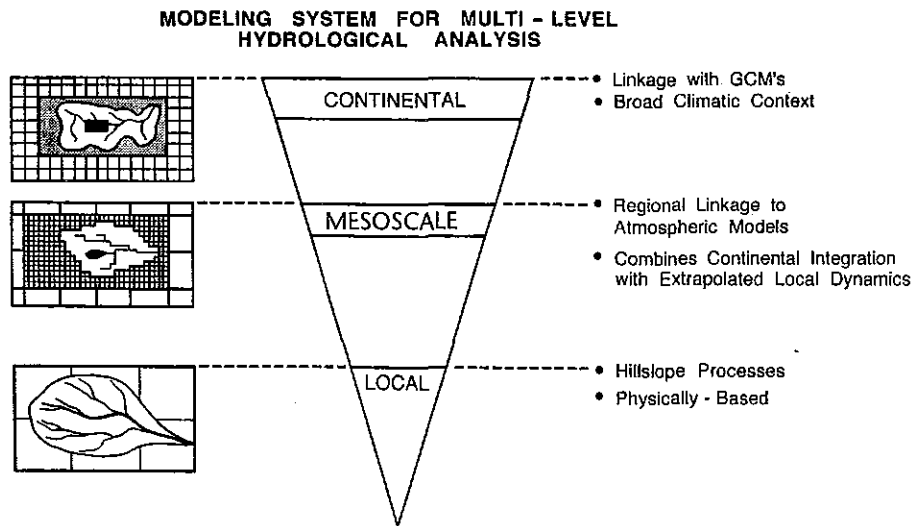 MODELING SYSTEM FOR MULTI - LEVEL
HYDROLOGICAL ANALYSIS
CONTINENTAL
• Linkage with GCM's
• Broad Climatic Context
MESOSCALE
• Regional Linkage to
Atmospheric Models
• Combines Continental Integration
with Extrapolated Local Dynamics
LOCAL
• Hillslope Processes
• Physically - Based